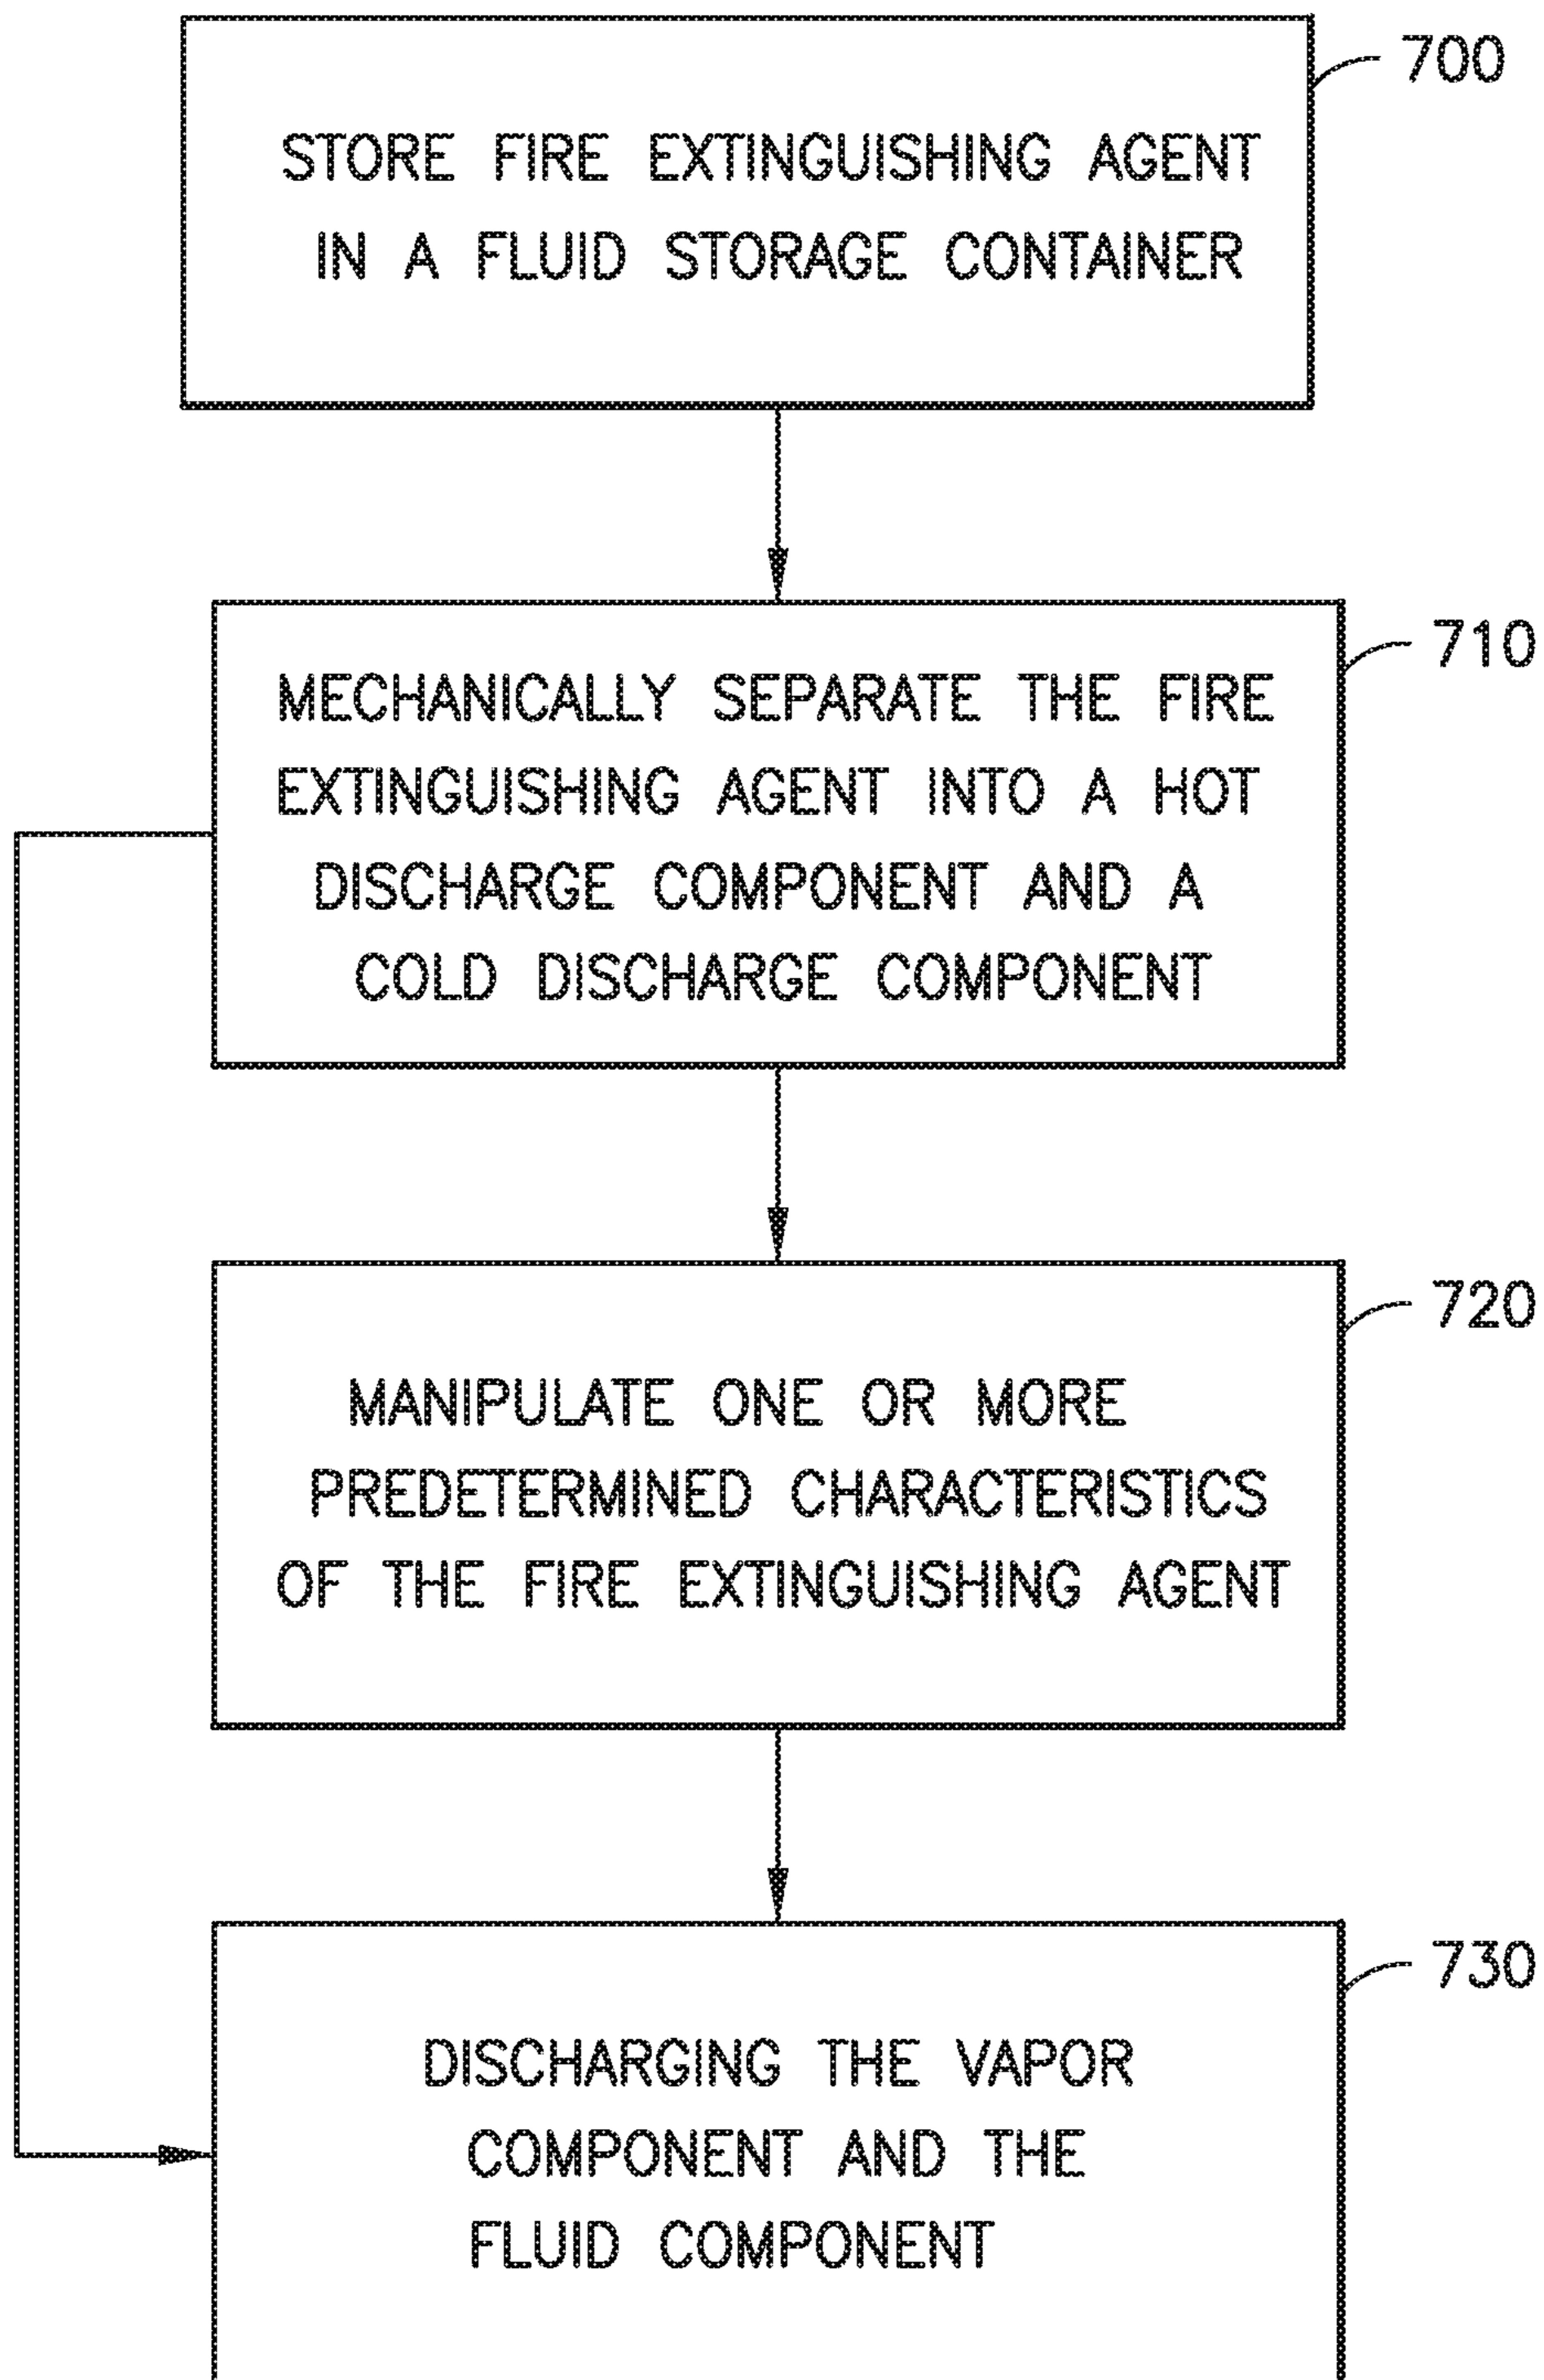 700
STORE FIRE EXTINGUISHING AGENT
IN A FLUID STORAGE CONTAINER
710
MECHANICALLY SEPARATE THE FIRE
EXTINGUISHING AGENT INTO A HOT
DISCHARGE COMPONENT AND A
COLD DISCHARGE COMPONENT
720
MANIPULATE ONE OR MORE
PREDETERMINED CHARACTERISTICS
OF THE FIRE EXTINGUISHING AGENT
730
DISCHARGING THE VAPOR
COMPONENT AND THE
FLUID COMPONENT